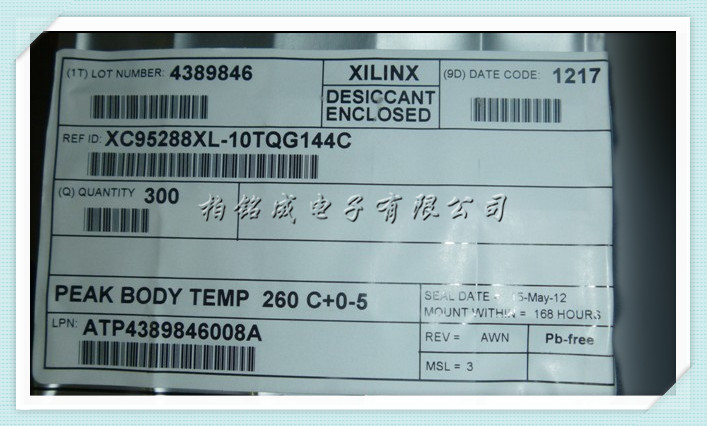 (1T) LOT NUMBER: 4389846
XILINX
(9D) DATE CODE: 1217
DESICCANT
ENCLOSED
REF ID: XC95288XL-10TQG144C
(Q) QUANTITY 300
柏铭成电子有限公司
PEAK BODY TEMP 260 C+0-5
SEAL DATE = 15-May-12
MOUNT WITHIN = 168 HOURS
LPN: ATP4389846008A
REV = AWN
Pb-free
MSL = 3